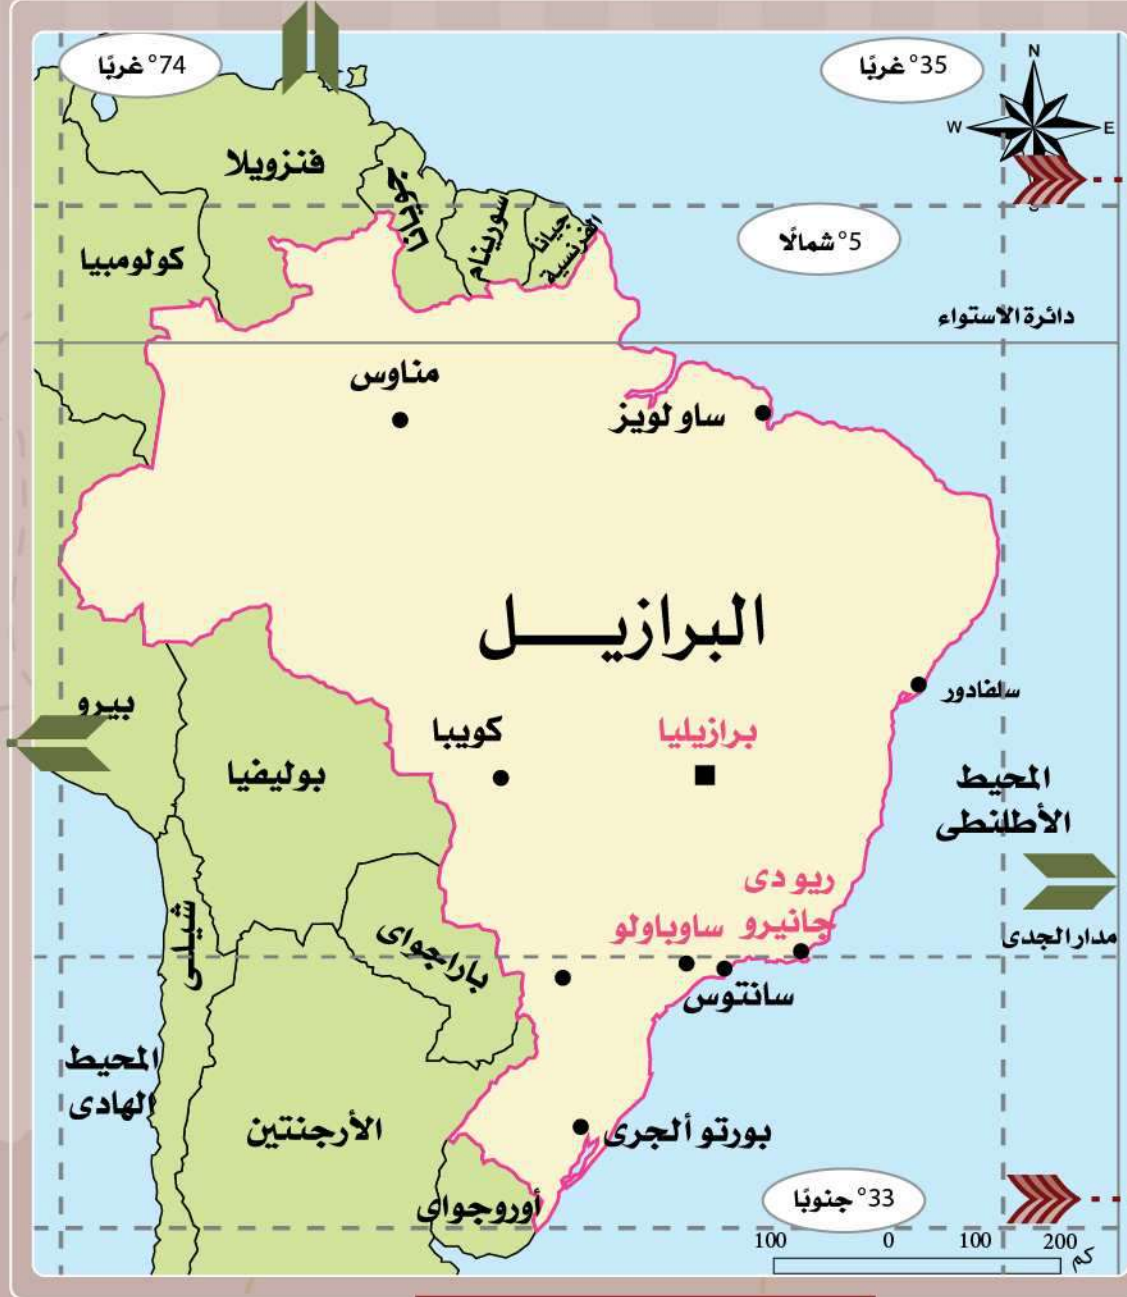 74° غربًا
35° غربًا
N
W
E
فنزويلا
جويانا
سورينام
جيانا
الفرنسية
كولومبيا
5° شمالًا
دائرة الاستواء
مناوس
ساو لويز
البرازيـــــل
سلفادور
بيرو
كويبا
برازيليا
بوليفيا
المحيط
الأطلنطى
ريو دى
جانيرو
ساوباولو
شيلى
باراجواى
مدار الجدى
سانتوس
المحيط
الهادى
الأرجنتين
بورتو ألجرى
أوروجواى
33° جنوبًا
100 0 100 200
كم